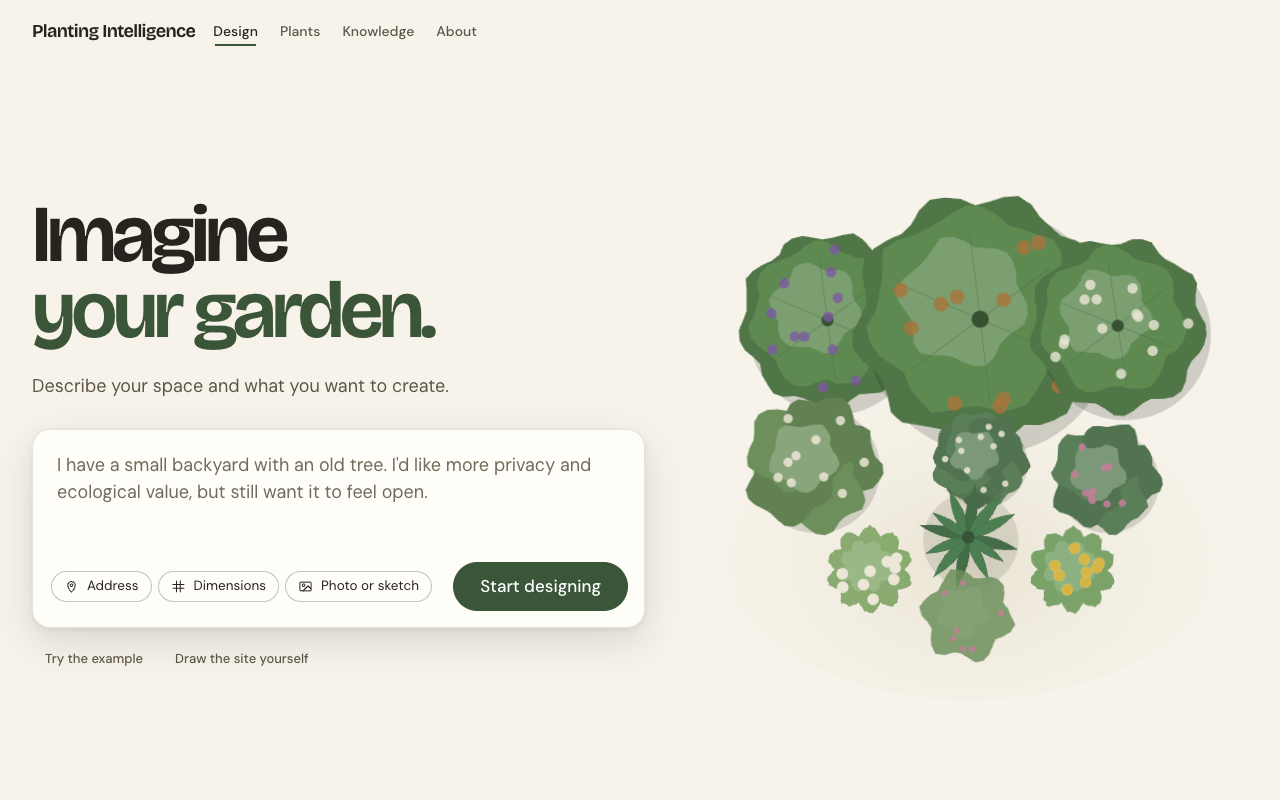 Planting Intelligence
Design
Plants
Knowledge
About
Imagine
your garden.
Describe your space and what you want to create.
I have a small backyard with an old tree. I'd like more privacy and
ecological value, but still want it to feel open.
Address
Dimensions
Photo or sketch
Start designing
Try the example
Draw the site yourself